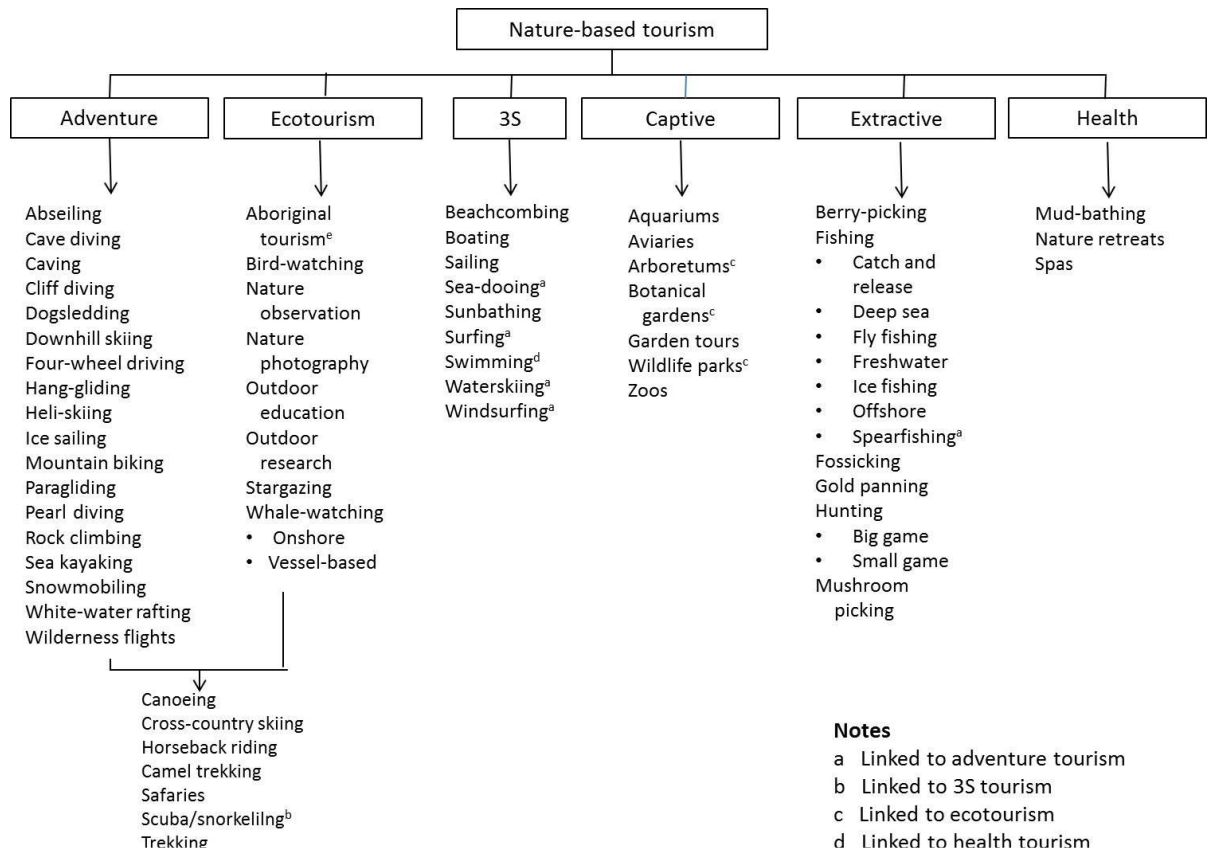 Nature-based tourism
Adventure
Ecotourism
3S
Captive
Extractive
Health
Abseiling
Cave diving
Caving
Cliff diving
Dogsledding
Downhill skiing
Four-wheel driving
Hang-gliding
Heli-skiing
Ice sailing
Mountain biking
Paragliding
Pearl diving
Rock climbing
Sea kayaking
Snowmobiling
White-water rafting
Wilderness flights
Aboriginal
tourismᵉ
Bird-watching
Nature
observation
Nature
photography
Outdoor
education
Outdoor
research
Stargazing
Whale-watching
• Onshore
• Vessel-based
Beachcombing
Boating
Sailing
Sea-dooingᵃ
Sunbathing
Surfingᵃ
Swimmingᵈ
Waterskiingᵃ
Windsurfingᵃ
Aquariums
Aviaries
Arboretumsᶜ
Botanical
gardensᶜ
Garden tours
Wildlife parksᶜ
Zoos
Berry-picking
Fishing
• Catch and
release
• Deep sea
• Fly fishing
• Freshwater
• Ice fishing
• Offshore
• Spearfishingᵃ
Fossicking
Gold panning
Hunting
• Big game
• Small game
Mushroom
picking
Mud-bathing
Nature retreats
Spas
Canoeing
Cross-country skiing
Horseback riding
Camel trekking
Safaries
Scuba/snorkelilngᵇ
Trekking
Notes
a Linked to adventure tourism
b Linked to 3S tourism
c Linked to ecotourism
d Linked to health tourism